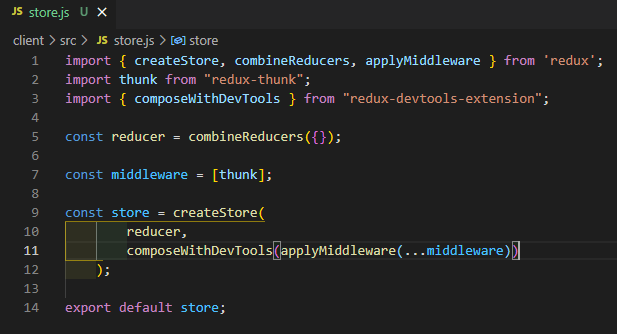 JS store.js U ×
client > src > JS store.js > store
1 import { createStore, combineReducers, applyMiddleware } from 'redux';
2 import thunk from "redux-thunk";
3 import { composeWithDevTools } from "redux-devtools-extension";
4
5 const reducer = combineReducers({});
6
7 const middleware = [thunk];
8
9 const store = createStore(
10 reducer,
11 composeWithDevTools(applyMiddleware(...middleware))
12 );
13
14 export default store;